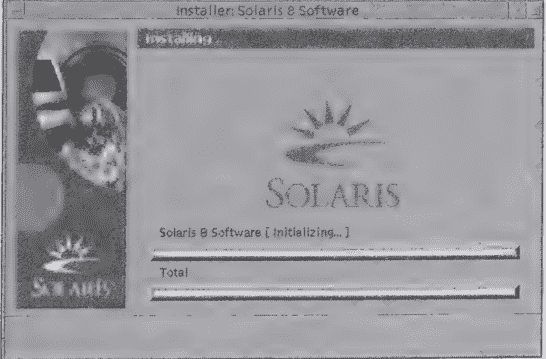 Installer: Solaris 8 Software
Installing...
SOLARIS
Solaris 8 Software [ Initializing... ]
Total
SOLARIS